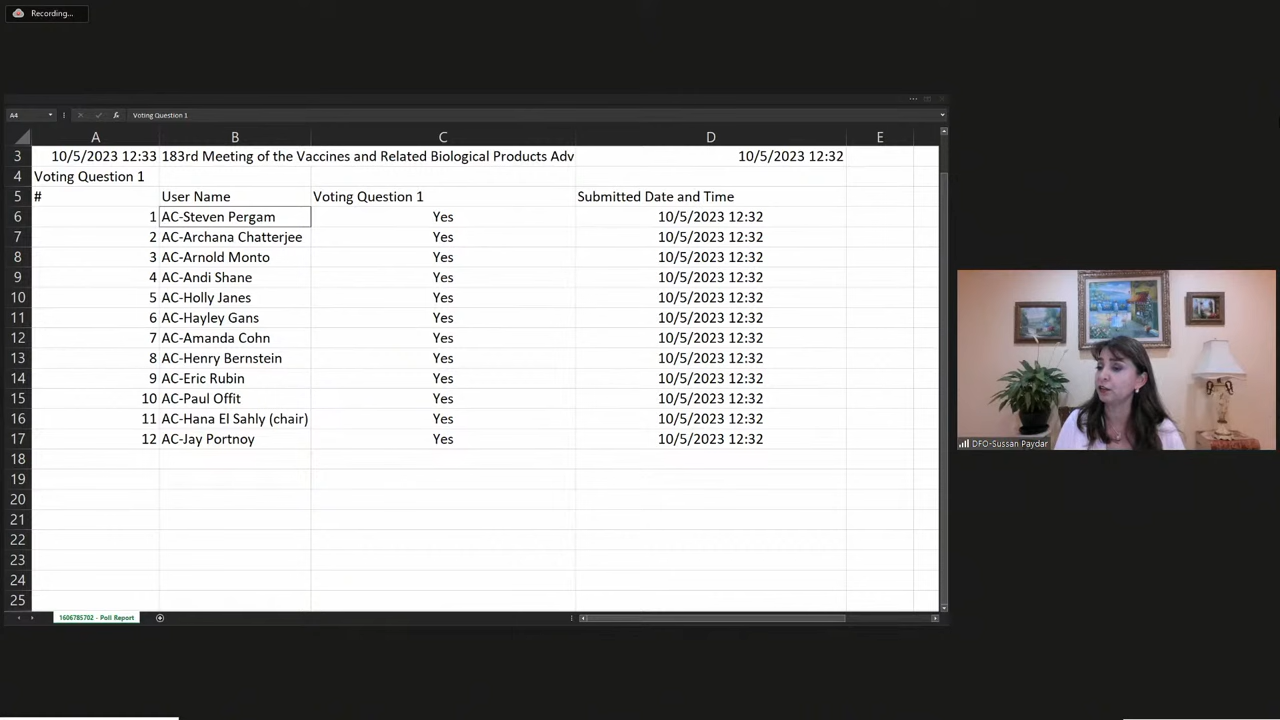 Recording...
A4 fx Voting Question 1
A B C D E
3 10/5/2023 12:33 183rd Meeting of the Vaccines and Related Biological Products Adv 10/5/2023 12:32
4 Voting Question 1
5 # User Name Voting Question 1 Submitted Date and Time
6 1 AC-Steven Pergam Yes 10/5/2023 12:32
7 2 AC-Archana Chatterjee Yes 10/5/2023 12:32
8 3 AC-Arnold Monto Yes 10/5/2023 12:32
9 4 AC-Andi Shane Yes 10/5/2023 12:32
10 5 AC-Holly Janes Yes 10/5/2023 12:32
11 6 AC-Hayley Gans Yes 10/5/2023 12:32
12 7 AC-Amanda Cohn Yes 10/5/2023 12:32
13 8 AC-Henry Bernstein Yes 10/5/2023 12:32
14 9 AC-Eric Rubin Yes 10/5/2023 12:32
15 10 AC-Paul Offit Yes 10/5/2023 12:32
16 11 AC-Hana El Sahly (chair) Yes 10/5/2023 12:32
17 12 AC-Jay Portnoy Yes 10/5/2023 12:32
18
19
20
21
22
23
24
25
1606785702 - Poll Report
DFO-Sussan Paydar